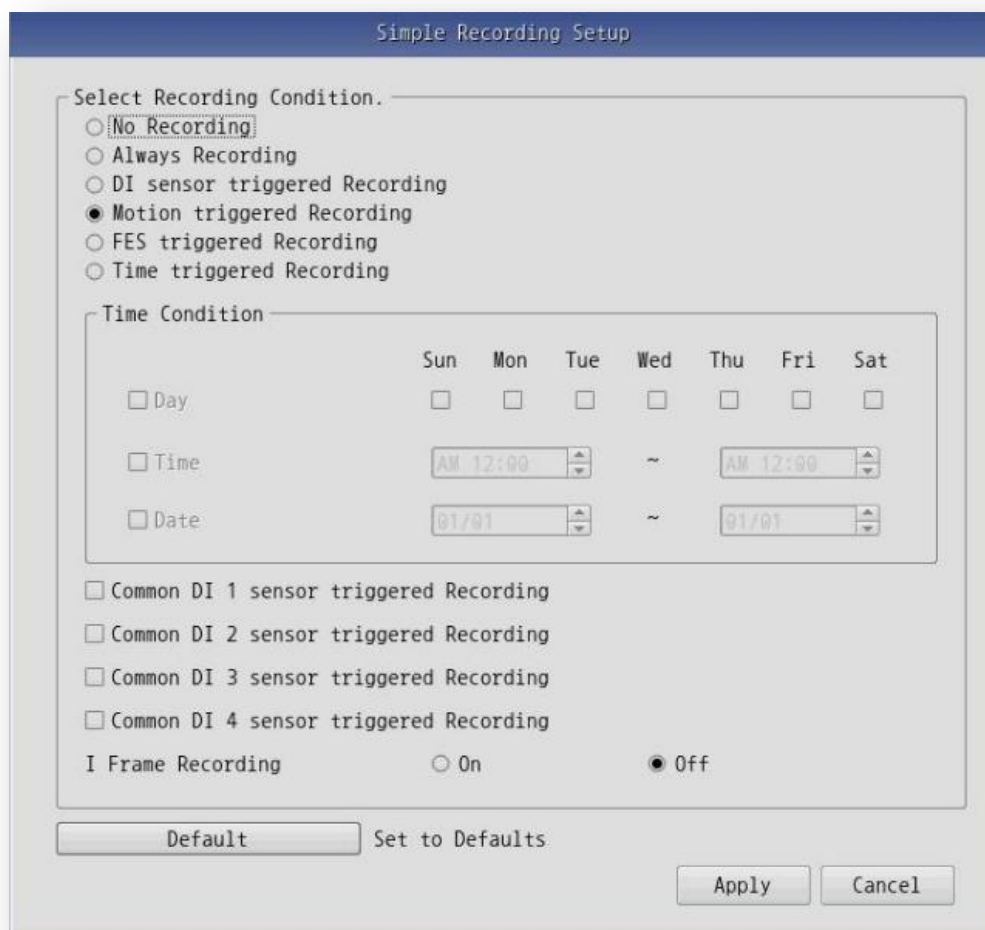 Simple Recording Setup
Select Recording Condition.
No Recording
Always Recording
DI sensor triggered Recording
Motion triggered Recording
FES triggered Recording
Time triggered Recording
Time Condition
Sun Mon Tue Wed Thu Fri Sat
Day
Time AM 12:00 ~ AM 12:00
Date 01/01 ~ 01/01
Common DI 1 sensor triggered Recording
Common DI 2 sensor triggered Recording
Common DI 3 sensor triggered Recording
Common DI 4 sensor triggered Recording
I Frame Recording On Off
Default Set to Defaults
Apply Cancel